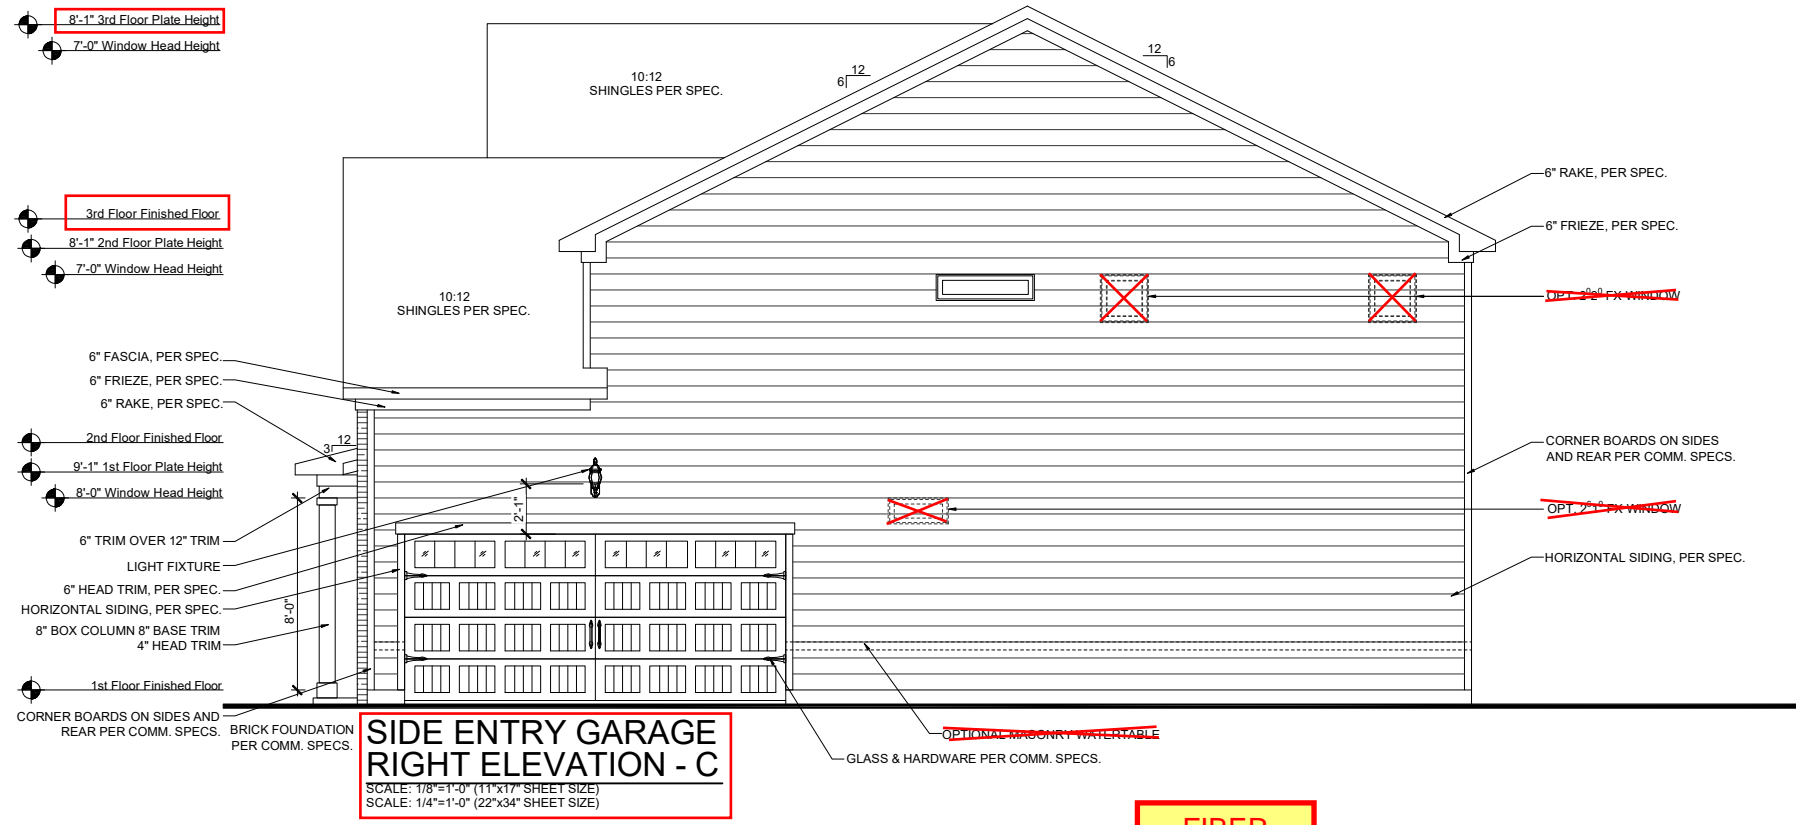 8'-1" 3rd Floor Plate Height
7'-0" Window Head Height
12
6
12
6
10:12
SHINGLES PER SPEC.
6" RAKE, PER SPEC.
3rd Floor Finished Floor
6" FRIEZE, PER SPEC.
8'-1" 2nd Floor Plate Height
7'-0" Window Head Height
10:12
SHINGLES PER SPEC.
OPT. 2⁰2⁰ FX WINDOW
6" FASCIA, PER SPEC.
6" FRIEZE, PER SPEC.
6" RAKE, PER SPEC.
2nd Floor Finished Floor
12
3
CORNER BOARDS ON SIDES
AND REAR PER COMM. SPECS.
9'-1" 1st Floor Plate Height
8'-0" Window Head Height
2'-1"
OPT. FX WINDOW
6" TRIM OVER 12" TRIM
LIGHT FIXTURE
HORIZONTAL SIDING, PER SPEC.
6" HEAD TRIM, PER SPEC.
HORIZONTAL SIDING, PER SPEC.
8'-0"
8" BOX COLUMN 8" BASE TRIM
4" HEAD TRIM
1st Floor Finished Floor
CORNER BOARDS ON SIDES AND
REAR PER COMM. SPECS.
BRICK FOUNDATION
PER COMM. SPECS.
SIDE ENTRY GARAGE
RIGHT ELEVATION - C
SCALE: 1/8"=1'-0" (11"x17" SHEET SIZE)
SCALE: 1/4"=1'-0" (22"x34" SHEET SIZE)
OPTIONAL MASONRY WATERTABLE
GLASS & HARDWARE PER COMM. SPECS.
FIBER